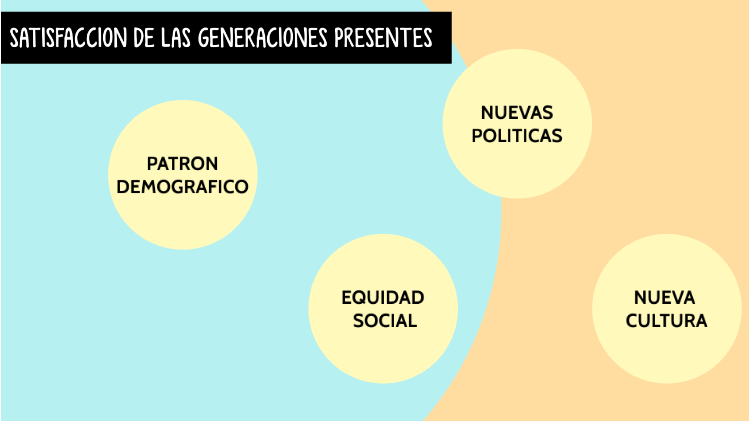 SATISFACCION DE LAS GENERACIONES PRESENTES
NUEVAS
POLITICAS
PATRON
DEMOGRAFICO
EQUIDAD
SOCIAL
NUEVA
CULTURA